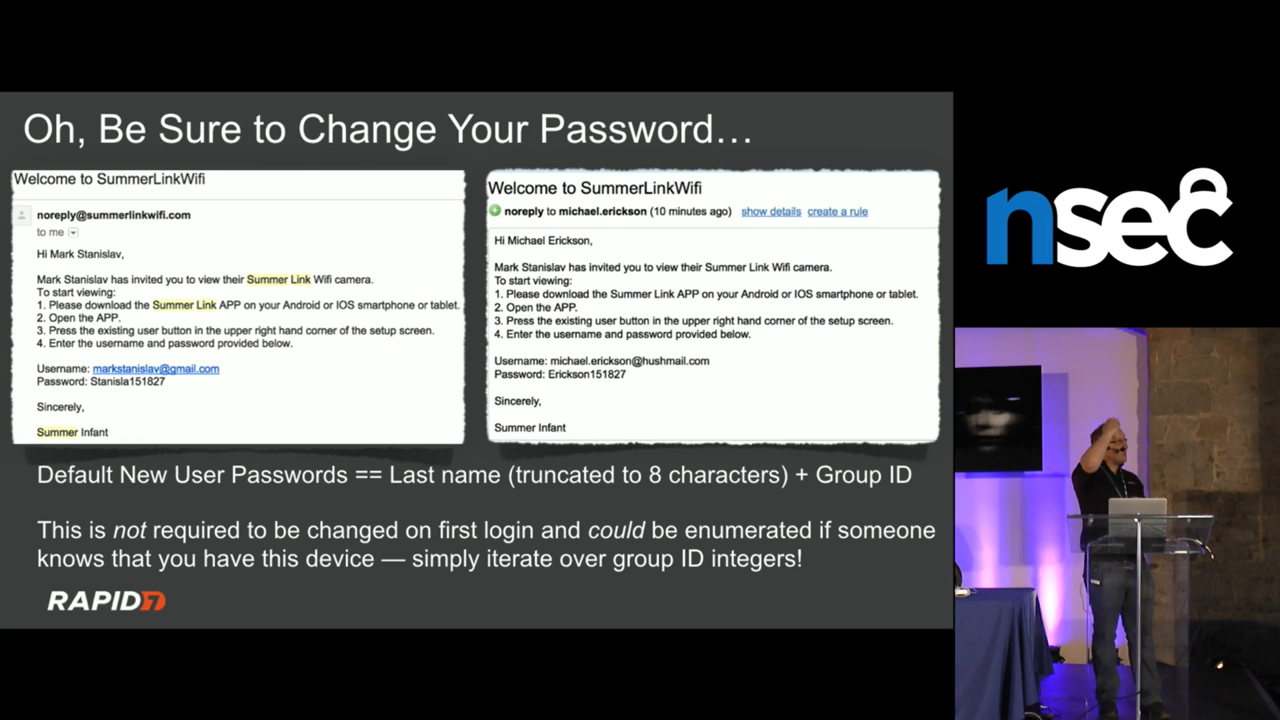 Oh, Be Sure to Change Your Password…
Welcome to SummerLinkWifi
noreply@summerlinkwifi.com
to me
Hi Mark Stanislav,
Mark Stanislav has invited you to view their Summer Link Wifi camera.
To start viewing:
1. Please download the Summer Link APP on your Android or IOS smartphone or tablet.
2. Open the APP.
3. Press the existing user button in the upper right hand corner of the setup screen.
4. Enter the username and password provided below.
Username: markstanislav@gmail.com
Password: Stanisla151827
Sincerely,
Summer Infant
Welcome to SummerLinkWifi
noreply to michael.erickson (10 minutes ago) show details create a rule
Hi Michael Erickson,
Mark Stanislav has invited you to view their Summer Link Wifi camera.
To start viewing:
1. Please download the Summer Link APP on your Android or IOS smartphone or tablet.
2. Open the APP.
3. Press the existing user button in the upper right hand corner of the setup screen.
4. Enter the username and password provided below.
Username: michael.erickson@hushmail.com
Password: Erickson151827
Sincerely,
Summer Infant
Default New User Passwords == Last name (truncated to 8 characters) + Group ID
This is not required to be changed on first login and could be enumerated if someone
knows that you have this device — simply iterate over group ID integers!
RAPID7
nsec